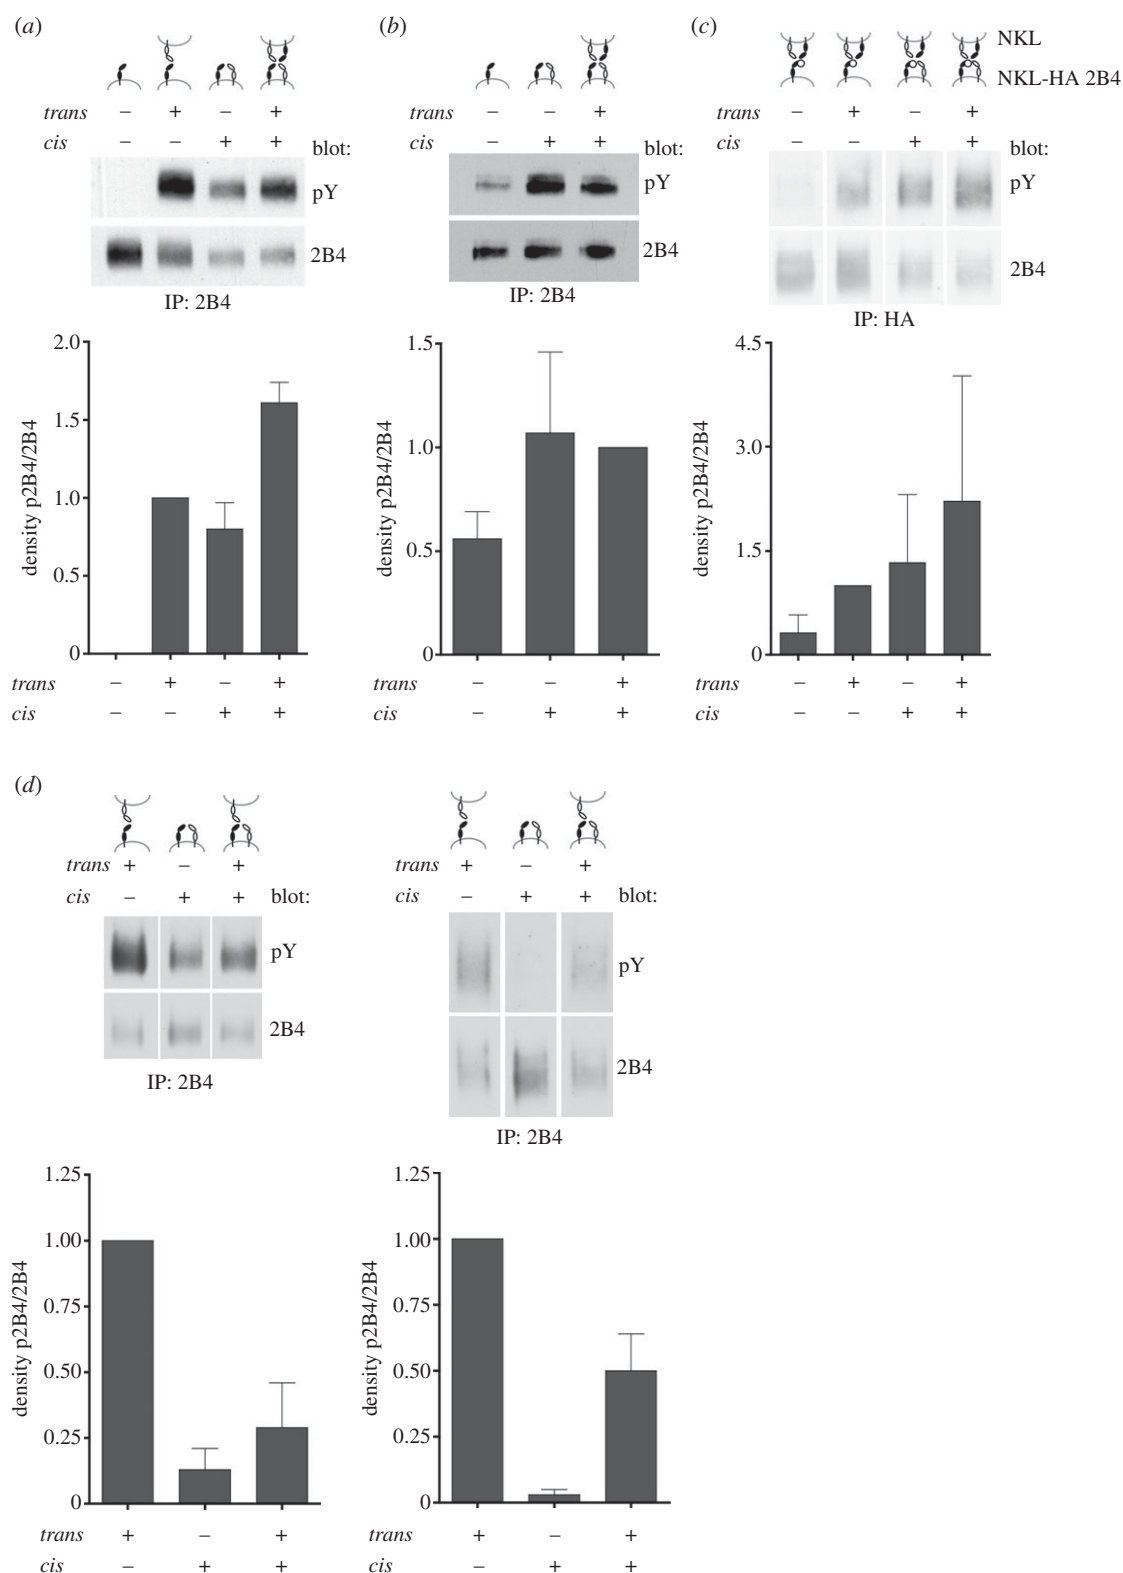 (a)
trans – + – +
cis – – + + blot:
pY
2B4
IP: 2B4
2.0
1.5
1.0
0.5
0
density p2B4/2B4
trans – + – +
cis – – + +
(b)
trans – – +
cis – + + blot:
pY
2B4
IP: 2B4
1.5
1.0
0.5
0
density p2B4/2B4
trans – – +
cis – + +
(c)
NKL
NKL-HA 2B4
trans – + – +
cis – – + + blot:
pY
2B4
IP: HA
4.5
3.0
1.5
0
density p2B4/2B4
trans – + – +
cis – – + +
(d)
trans + – +
cis – + + blot:
pY
2B4
IP: 2B4
1.25
1.00
0.75
0.50
0.25
0
density p2B4/2B4
trans + – +
cis – + +
trans + – +
cis – + + blot:
pY
2B4
IP: 2B4
1.25
1.00
0.75
0.50
0.25
0
density p2B4/2B4
trans + – +
cis – + +